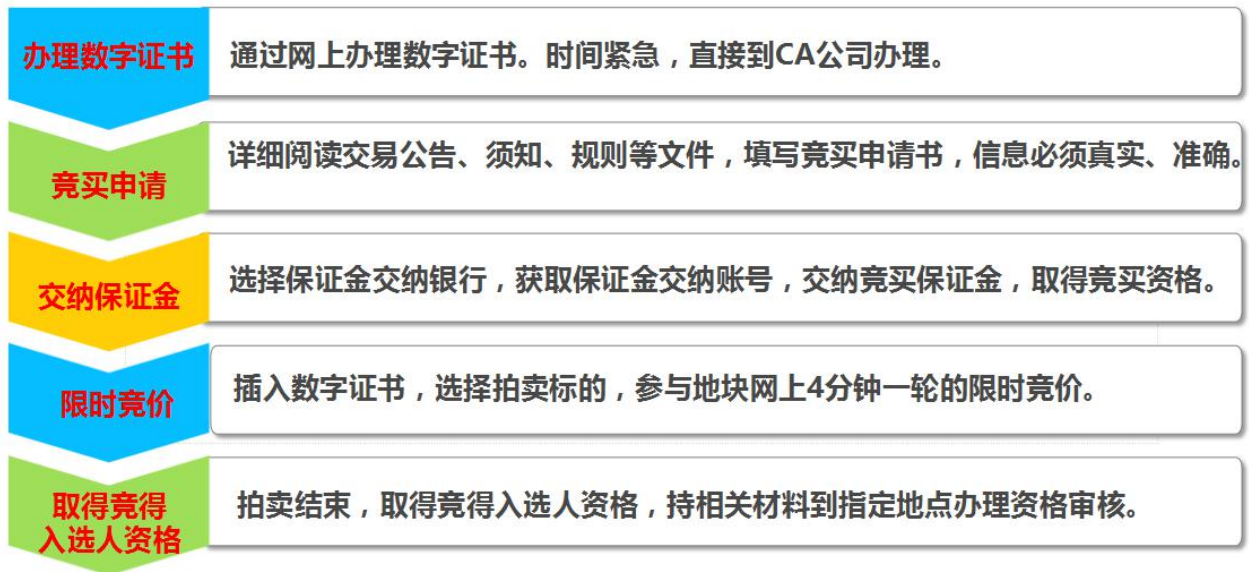 办理数字证书
通过网上办理数字证书。时间紧急，直接到CA公司办理。
竞买申请
详细阅读交易公告、须知、规则等文件，填写竞买申请书，信息必须真实、准确。
交纳保证金
选择保证金交纳银行，获取保证金交纳账号，交纳竞买保证金，取得竞买资格。
限时竞价
插入数字证书，选择拍卖标的，参与地块网上4分钟一轮的限时竞价。
取得竞得
入选人资格
拍卖结束，取得竞得入选人资格，持相关材料到指定地点办理资格审核。